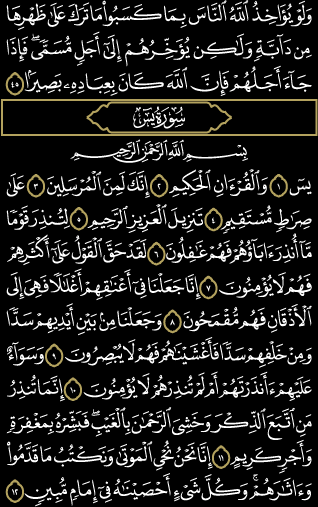 وَلَوْ يُؤَاخِذُ ٱللَّهُ ٱلنَّاسَ بِمَا كَسَبُوا۟ مَا تَرَكَ عَلَىٰ ظَهْرِهَا
مِن دَآبَّةٍ وَلَٰكِن يُؤَخِّرُهُمْ إِلَىٰٓ أَجَلٍ مُّسَمًّى ۖ فَإِذَا
جَآءَ أَجَلُهُمْ فَإِنَّ ٱللَّهَ كَانَ بِعِبَادِهِۦ بَصِيرًۢا ٤٥
سُورَةُ يسٓ
بِسْمِ ٱللَّهِ ٱلرَّحْمَٰنِ ٱلرَّحِيمِ
يسٓ ١ وَٱلْقُرْءَانِ ٱلْحَكِيمِ ٢ إِنَّكَ لَمِنَ ٱلْمُرْسَلِينَ ٣ عَلَىٰ
صِرَٰطٍ مُّسْتَقِيمٍ ٤ تَنزِيلَ ٱلْعَزِيزِ ٱلرَّحِيمِ ٥ لِتُنذِرَ قَوْمًا
مَّآ أُنذِرَ ءَابَآؤُهُمْ فَهُمْ غَٰفِلُونَ ٦ لَقَدْ حَقَّ ٱلْقَوْلُ عَلَىٰٓ أَكْثَرِهِمْ
فَهُمْ لَا يُؤْمِنُونَ ٧ إِنَّا جَعَلْنَا فِىٓ أَعْنَٰقِهِمْ أَغْلَٰلًا فَهِىَ إِلَى
ٱلْأَذْقَانِ فَهُم مُّقْمَحُونَ ٨ وَجَعَلْنَا مِنۢ بَيْنِ أَيْدِيهِمْ سَدًّا
وَمِنْ خَلْفِهِمْ سَدًّا فَأَغْشَيْنَٰهُمْ فَهُمْ لَا يُبْصِرُونَ ٩ وَسَوَآءٌ
عَلَيْهِمْ ءَأَنذَرْتَهُمْ أَمْ لَمْ تُنذِرْهُمْ لَا يُؤْمِنُونَ ١٠ إِنَّمَا تُنذِرُ
مَنِ ٱتَّبَعَ ٱلذِّكْرَ وَخَشِىَ ٱلرَّحْمَٰنَ بِٱلْغَيْبِ ۖ فَبَشِّرْهُ بِمَغْفِرَةٍ
وَأَجْرٍ كَرِيمٍ ١١ إِنَّا نَحْنُ نُحْىِ ٱلْمَوْتَىٰ وَنَكْتُبُ مَا قَدَّمُوا۟
وَءَاثَٰرَهُمْ ۚ وَكُلَّ شَىْءٍ أَحْصَيْنَٰهُ فِىٓ إِمَامٍ مُّبِينٍ ١٢